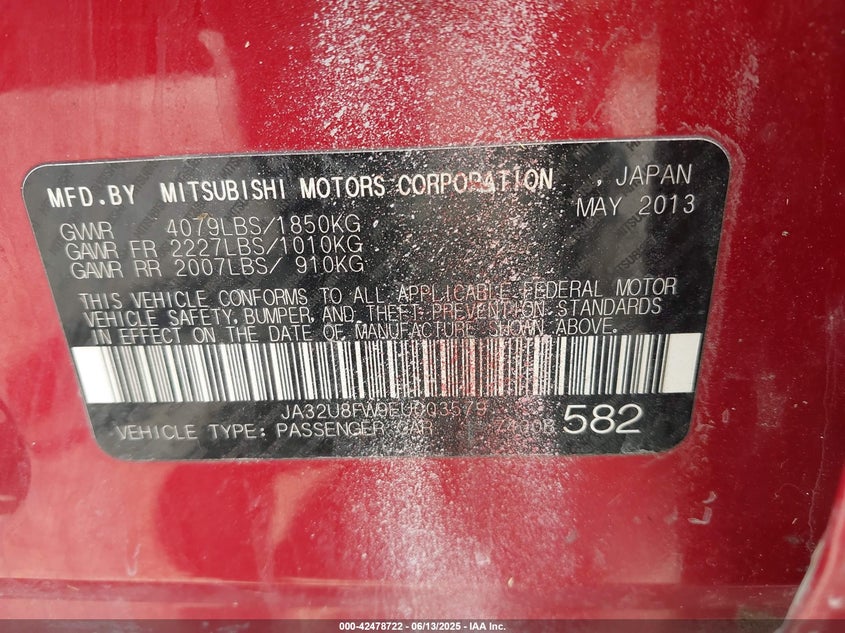 MFD.BY MITSUBISHI MOTORS CORPORATION , JAPAN
MAY 2013
GVWR 4079LBS/1850KG
GAWR FR 2227LBS/1010KG
GAWR RR 2007LBS/ 910KG
THIS VEHICLE CONFORMS TO ALL APPLICABLE FEDERAL MOTOR
VEHICLE SAFETY, BUMPER, AND THEFT PREVENTION STANDARDS
IN EFFECT ON THE DATE OF MANUFACTURE SHOWN ABOVE.
VEHICLE TYPE: PASSENGER CAR 582
000-42478722 - 06/13/2025 - IAA Inc.